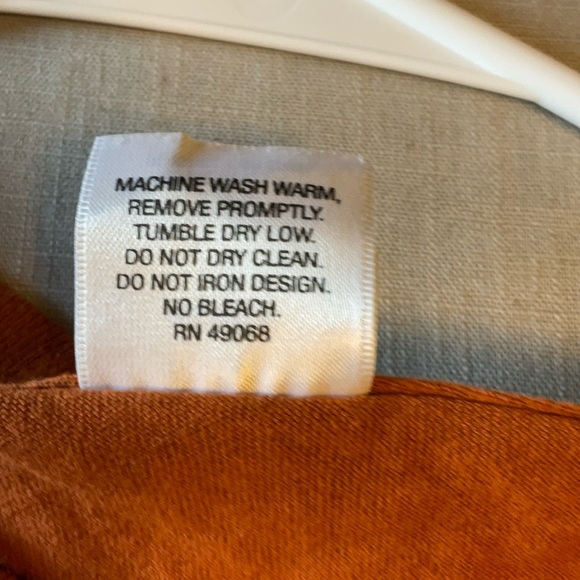 MACHINE WASH WARM,
REMOVE PROMPTLY.
TUMBLE DRY LOW.
DO NOT DRY CLEAN.
DO NOT IRON DESIGN.
NO BLEACH.
RN 49068